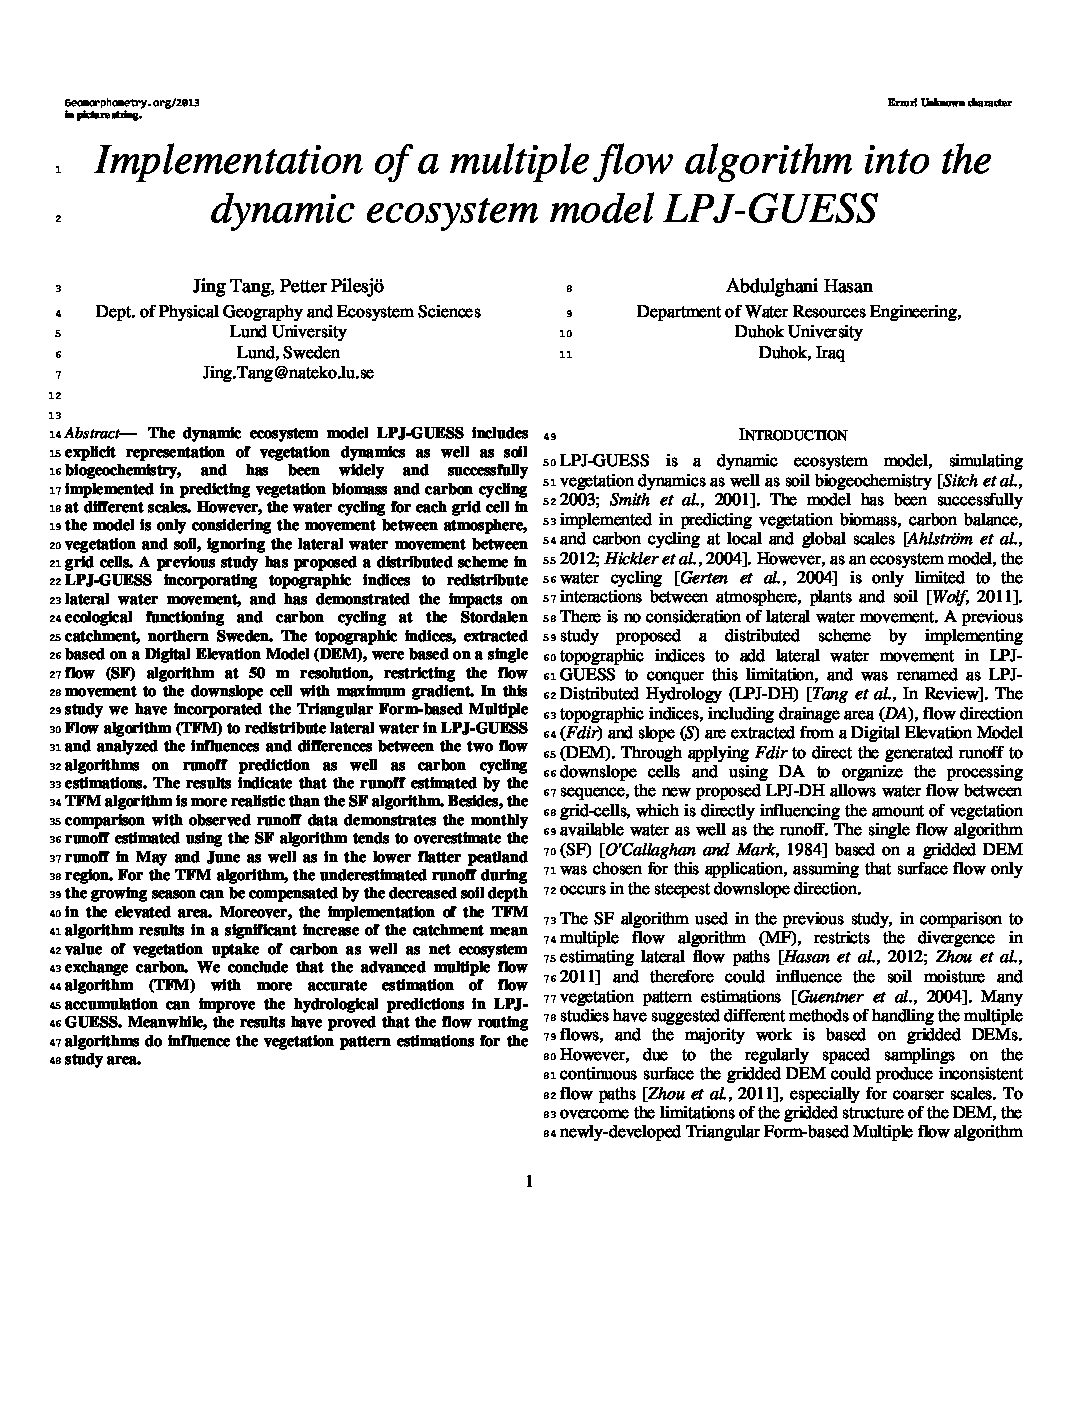 Geomorphometry.org/2013
Error! Unknown character
in picture string.
1 Implementation of a multiple flow algorithm into the
2 dynamic ecosystem model LPJ-GUESS
3 Jing Tang, Petter Pilesjö
4 Dept. of Physical Geography and Ecosystem Sciences
5 Lund University
6 Lund, Sweden
7 Jing.Tang@nateko.lu.se
8 Abdulghani Hasan
9 Department of Water Resources Engineering,
10 Duhok University
11 Duhok, Iraq
12
13
14 Abstract— The dynamic ecosystem model LPJ-GUESS includes
15 explicit representation of vegetation dynamics as well as soil
16 biogeochemistry, and has been widely and successfully
17 implemented in predicting vegetation biomass and carbon cycling
18 at different scales. However, the water cycling for each grid cell in
19 the model is only considering the movement between atmosphere,
20 vegetation and soil, ignoring the lateral water movement between
21 grid cells. A previous study has proposed a distributed scheme in
22 LPJ-GUESS incorporating topographic indices to redistribute
23 lateral water movement, and has demonstrated the impacts on
24 ecological functioning and carbon cycling at the Stordalen
25 catchment, northern Sweden. The topographic indices, extracted
26 based on a Digital Elevation Model (DEM), were based on a single
27 flow (SF) algorithm at 50 m resolution, restricting the flow
28 movement to the downslope cell with maximum gradient. In this
29 study we have incorporated the Triangular Form-based Multiple
30 Flow algorithm (TFM) to redistribute lateral water in LPJ-GUESS
31 and analyzed the influences and differences between the two flow
32 algorithms on runoff prediction as well as carbon cycling
33 estimations. The results indicate that the runoff estimated by the
34 TFM algorithm is more realistic than the SF algorithm. Besides, the
35 comparison with observed runoff data demonstrates the monthly
36 runoff estimated using the SF algorithm tends to overestimate the
37 runoff in May and June as well as in the lower flatter peatland
38 region. For the TFM algorithm, the underestimated runoff during
39 the growing season can be compensated by the decreased soil depth
40 in the elevated area. Moreover, the implementation of the TFM
41 algorithm results in a significant increase of the catchment mean
42 value of vegetation uptake of carbon as well as net ecosystem
43 exchange carbon. We conclude that the advanced multiple flow
44 algorithm (TFM) with more accurate estimation of flow
45 accumulation can improve the hydrological predictions in LPJ-
46 GUESS. Meanwhile, the results have proved that the flow routing
47 algorithms do influence the vegetation pattern estimations for the
48 study area.
49 INTRODUCTION
50 LPJ-GUESS is a dynamic ecosystem model, simulating
51 vegetation dynamics as well as soil biogeochemistry [Sitch et al.,
52 2003; Smith et al., 2001]. The model has been successfully
53 implemented in predicting vegetation biomass, carbon balance,
54 and carbon cycling at local and global scales [Ahlström et al.,
55 2012; Hickler et al., 2004]. However, as an ecosystem model, the
56 water cycling [Gerten et al., 2004] is only limited to the
57 interactions between atmosphere, plants and soil [Wolf, 2011].
58 There is no consideration of lateral water movement. A previous
59 study proposed a distributed scheme by implementing
60 topographic indices to add lateral water movement in LPJ-
61 GUESS to conquer this limitation, and was renamed as LPJ-
62 Distributed Hydrology (LPJ-DH) [Tang et al., In Review]. The
63 topographic indices, including drainage area (DA), flow direction
64 (Fdir) and slope (S) are extracted from a Digital Elevation Model
65 (DEM). Through applying Fdir to direct the generated runoff to
66 downslope cells and using DA to organize the processing
67 sequence, the new proposed LPJ-DH allows water flow between
68 grid-cells, which is directly influencing the amount of vegetation
69 available water as well as the runoff. The single flow algorithm
70 (SF) [O'Callaghan and Mark, 1984] based on a gridded DEM
71 was chosen for this application, assuming that surface flow only
72 occurs in the steepest downslope direction.
73 The SF algorithm used in the previous study, in comparison to
74 multiple flow algorithm (MF), restricts the divergence in
75 estimating lateral flow paths [Hasan et al., 2012; Zhou et al.,
76 2011] and therefore could influence the soil moisture and
77 vegetation pattern estimations [Guentner et al., 2004]. Many
78 studies have suggested different methods of handling the multiple
79 flows, and the majority work is based on gridded DEMs.
80 However, due to the regularly spaced samplings on the
81 continuous surface the gridded DEM could produce inconsistent
82 flow paths [Zhou et al., 2011], especially for coarser scales. To
83 overcome the limitations of the gridded structure of the DEM, the
84 newly-developed Triangular Form-based Multiple flow algorithm
1